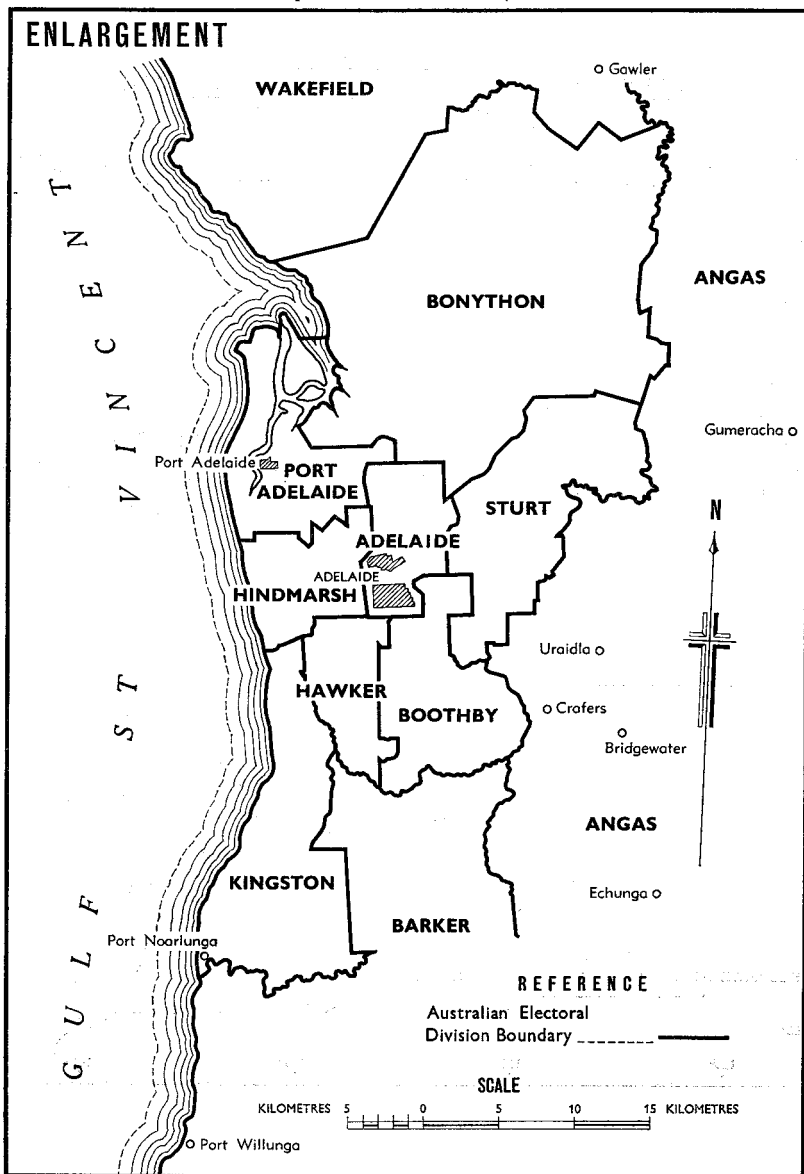 ENLARGEMENT
Gawler
WAKEFIELD
BONYTHON
ANGAS
Gumeracha
Port Adelaide
PORT
ADELAIDE
STURT
N
ADELAIDE
ADELAIDE
HINDMARSH
Uraidla
HAWKER
BOOTHBY
Crafers
Bridgewater
ANGAS
KINGSTON
Echunga
BARKER
Port Noarlunga
GULF ST VINCENT
REFERENCE
Australian Electoral
Division Boundary
SCALE
KILOMETRES 5 0 5 10 15 KILOMETRES
Port Willunga